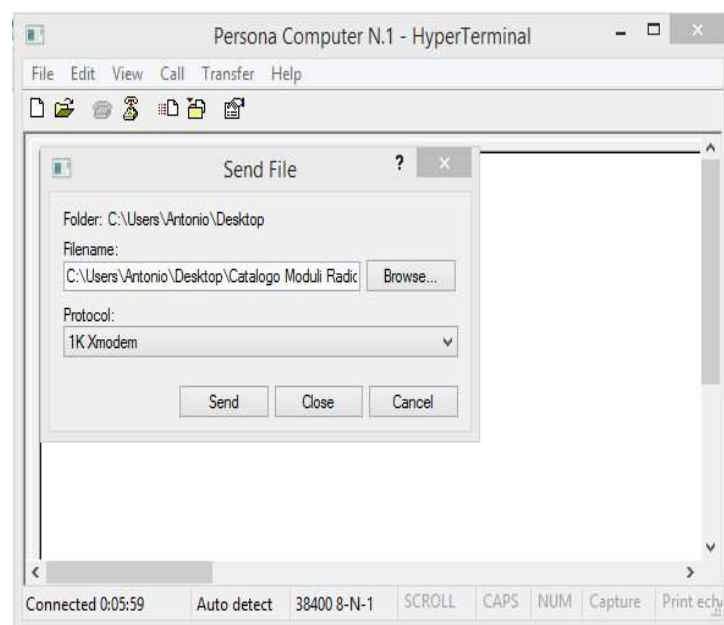 Persona Computer N.1 - HyperTerminal
File Edit View Call Transfer Help
Send File ?
Folder: C:\Users\Antonio\Desktop
Filename:
C:\Users\Antonio\Desktop\Catalogo Moduli Radic Browse...
Protocol:
1K Xmodem
Send Close Cancel
Connected 0:05:59 Auto detect 38400 8-N-1 SCROLL CAPS NUM Capture Print echo